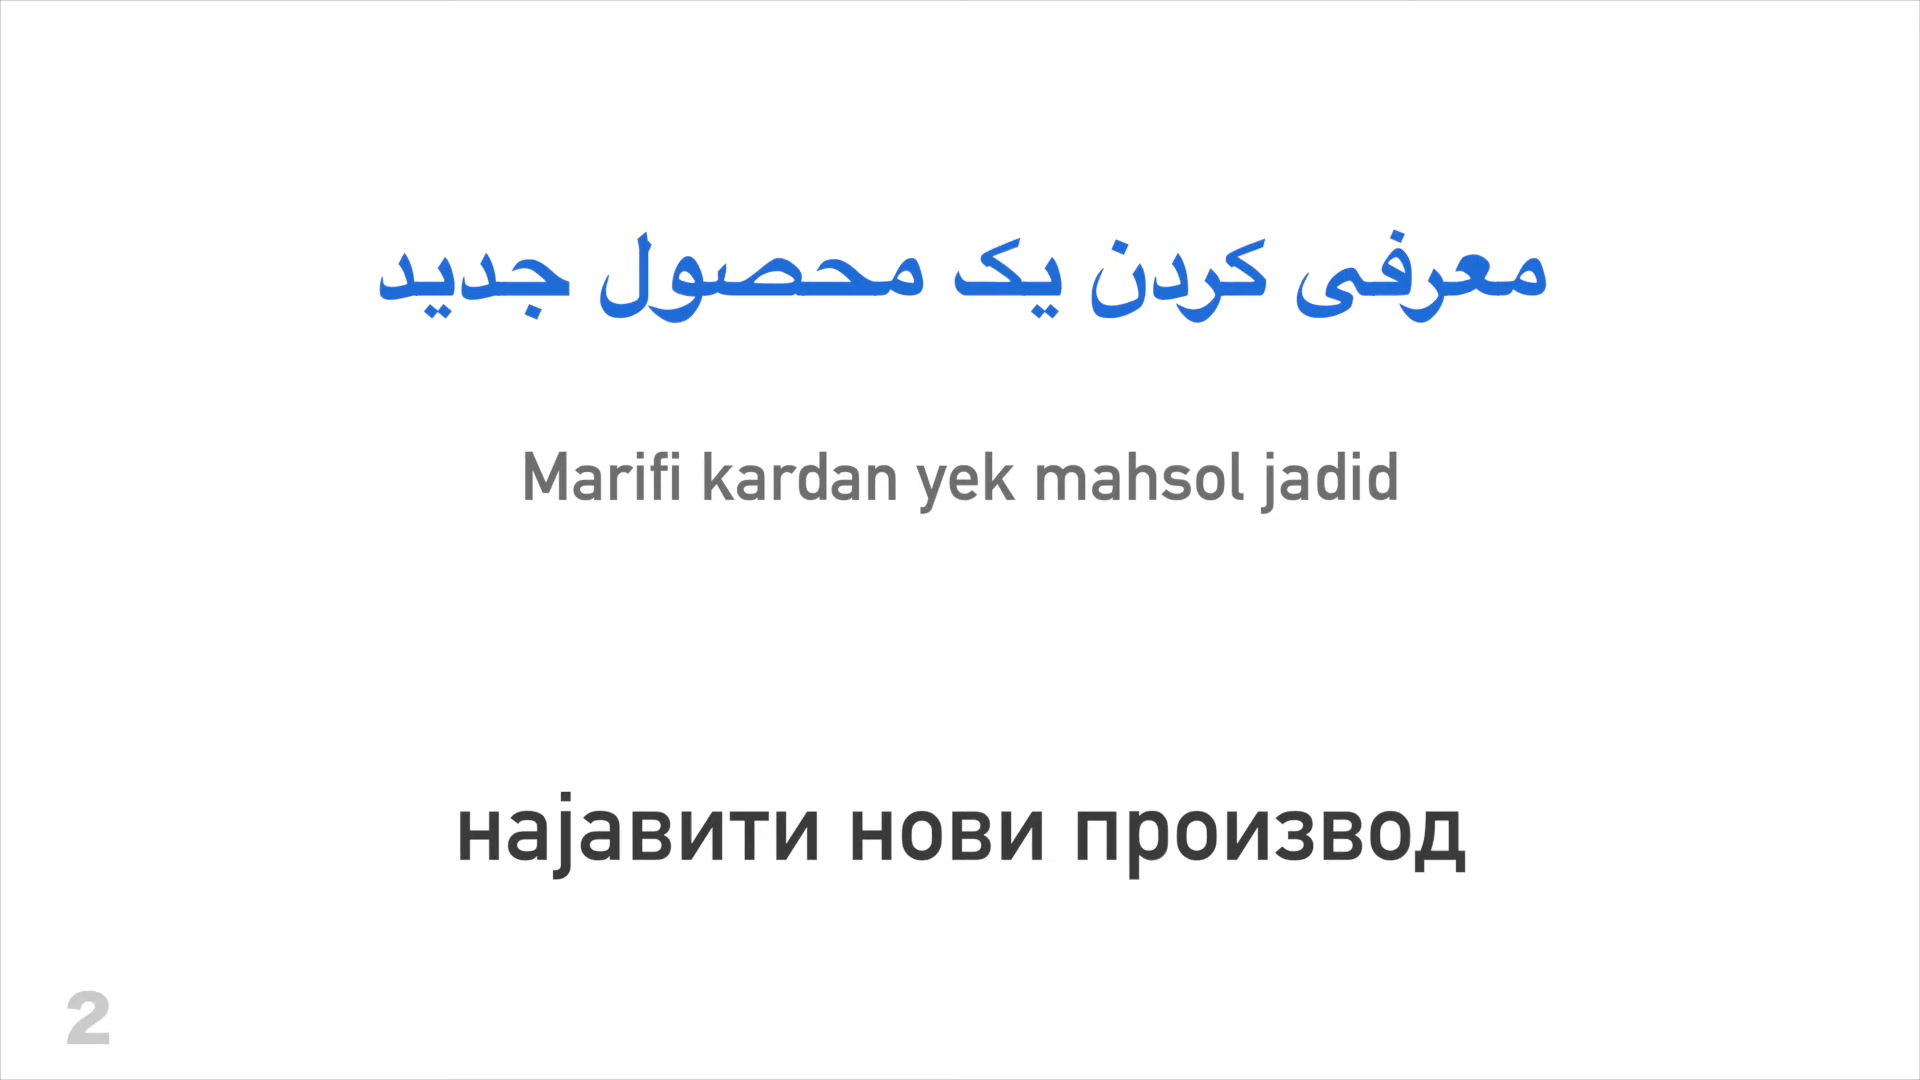 معرفی کردن یک محصول جدید
Marifi kardan yek mahsol jadid
најавити нови производ
2